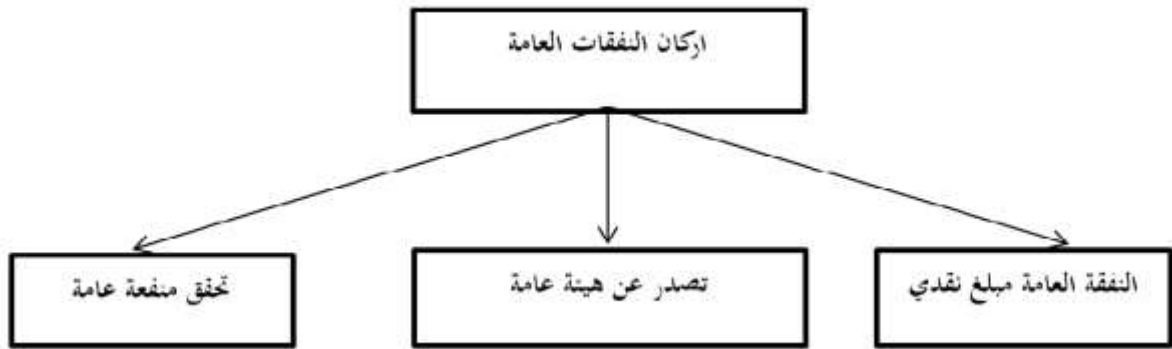 اركان النفقات العامة
النفقة العامة مبلغ نقدي
تصدر عن هيئة عامة
تحقق منفعة عامة